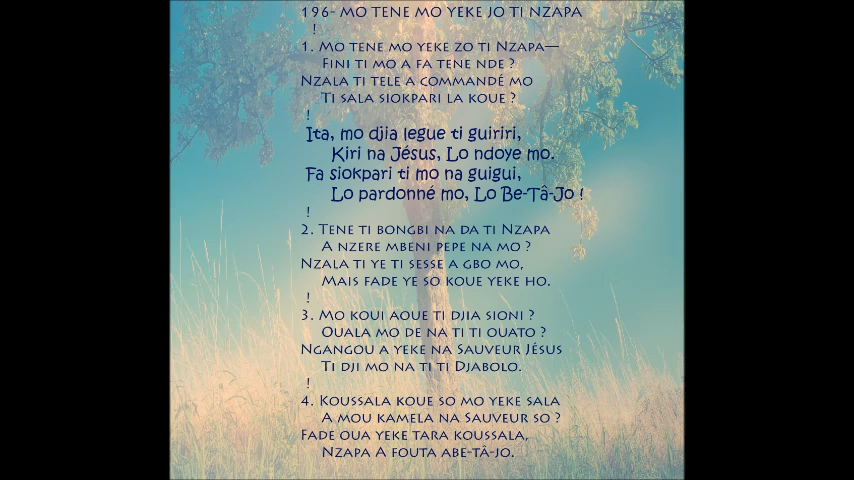 196- MO TENE MO YEKE JO TI NZAPA
!
1. MO TENE MO YEKE ZO TI NZAPA—
FINI TI MO A FA TENE NDE ?
NZALA TI TELE A COMMANDÉ MO
TI SALA SIOKPARI LA KOUE ?
!
Ita, mo djia legue ti guiriri,
Kiri na Jésus, Lo ndoye mo.
Fa siokpari ti mo na guigui,
Lo pardonné mo, Lo Be-Tâ-Jo !
!
2. TENE TI BONGBI NA DA TI NZAPA
A NZERE MBENI PEPE NA MO ?
NZALA TI YE TI SESSE A GBO MO,
MAIS FADE YE SO KOUE YEKE HO.
!
3. MO KOUI AOUE TI DJIA SIONI ?
OUALA MO DE NA TI TI OUATO ?
NGANGOU A YEKE NA SAUVEUR JÉSUS
TI DJI MO NA TI TI DJABOLO.
!
4. KOUSSALA KOUE SO MO YEKE SALA
A MOU KAMELA NA SAUVEUR SO ?
FADE OUA YEKE TARA KOUSSALA,
NZAPA A FOUTA ABE-TÂ-JO.